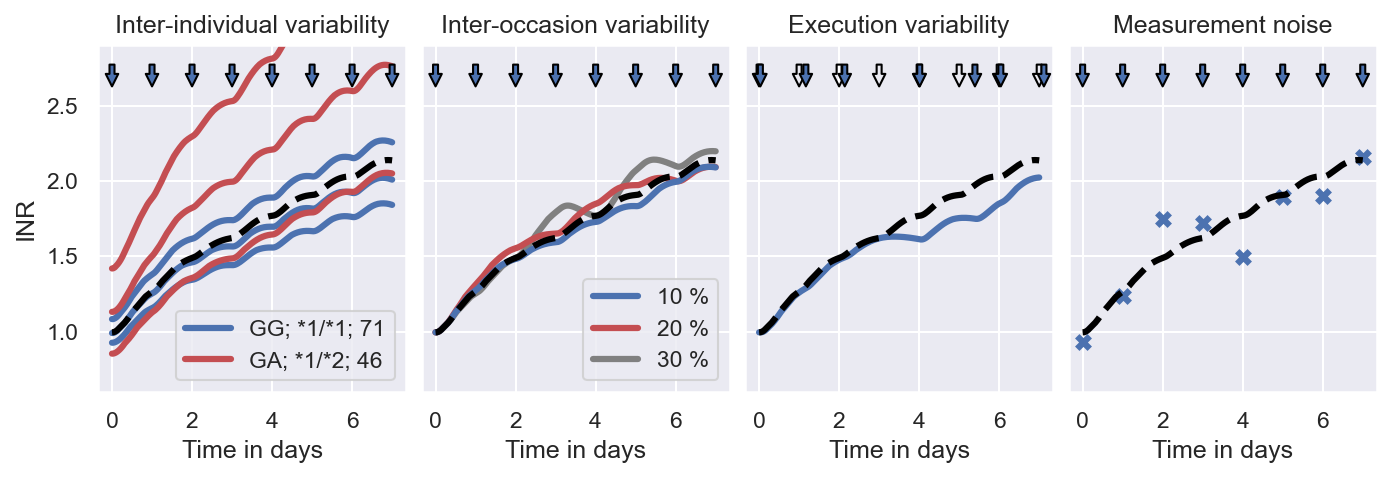 Inter-individual variability
Inter-occasion variability
Execution variability
Measurement noise
INR
2.5
2.0
1.5
1.0
GG; *1/*1; 71
GA; *1/*2; 46
10 %
20 %
30 %
0 2 4 6
0 2 4 6
0 2 4 6
0 2 4 6
Time in days
Time in days
Time in days
Time in days